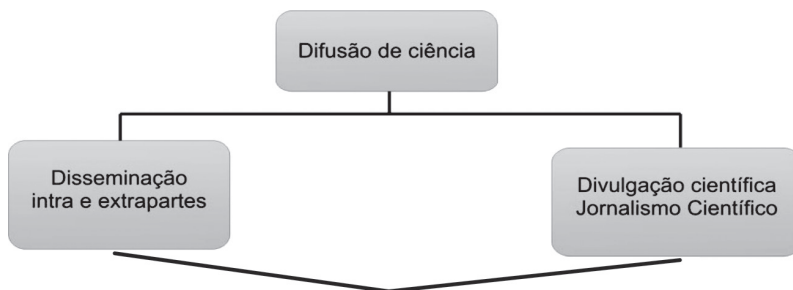 Difusão de ciência
Disseminação
intra e extrapartes
Divulgação científica
Jornalismo Científico